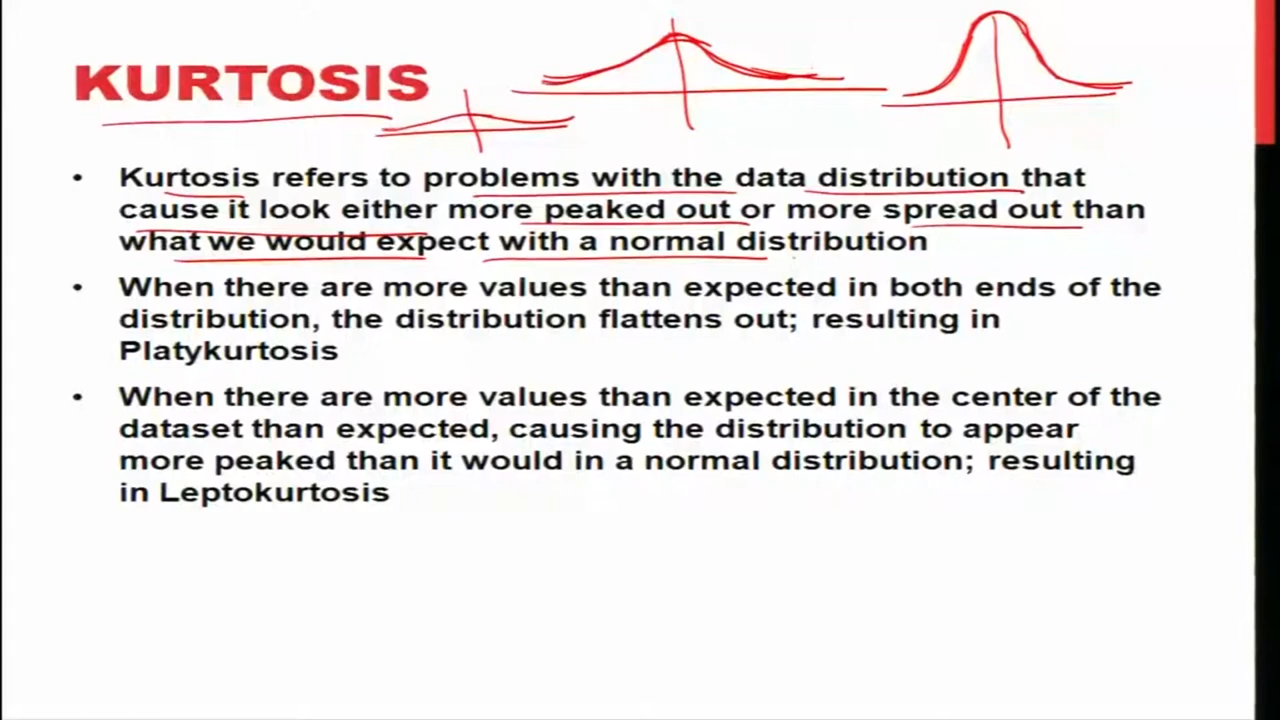 KURTOSIS
• Kurtosis refers to problems with the data distribution that
cause it look either more peaked out or more spread out than
what we would expect with a normal distribution
• When there are more values than expected in both ends of the
distribution, the distribution flattens out; resulting in
Platykurtosis
• When there are more values than expected in the center of the
dataset than expected, causing the distribution to appear
more peaked than it would in a normal distribution; resulting
in Leptokurtosis